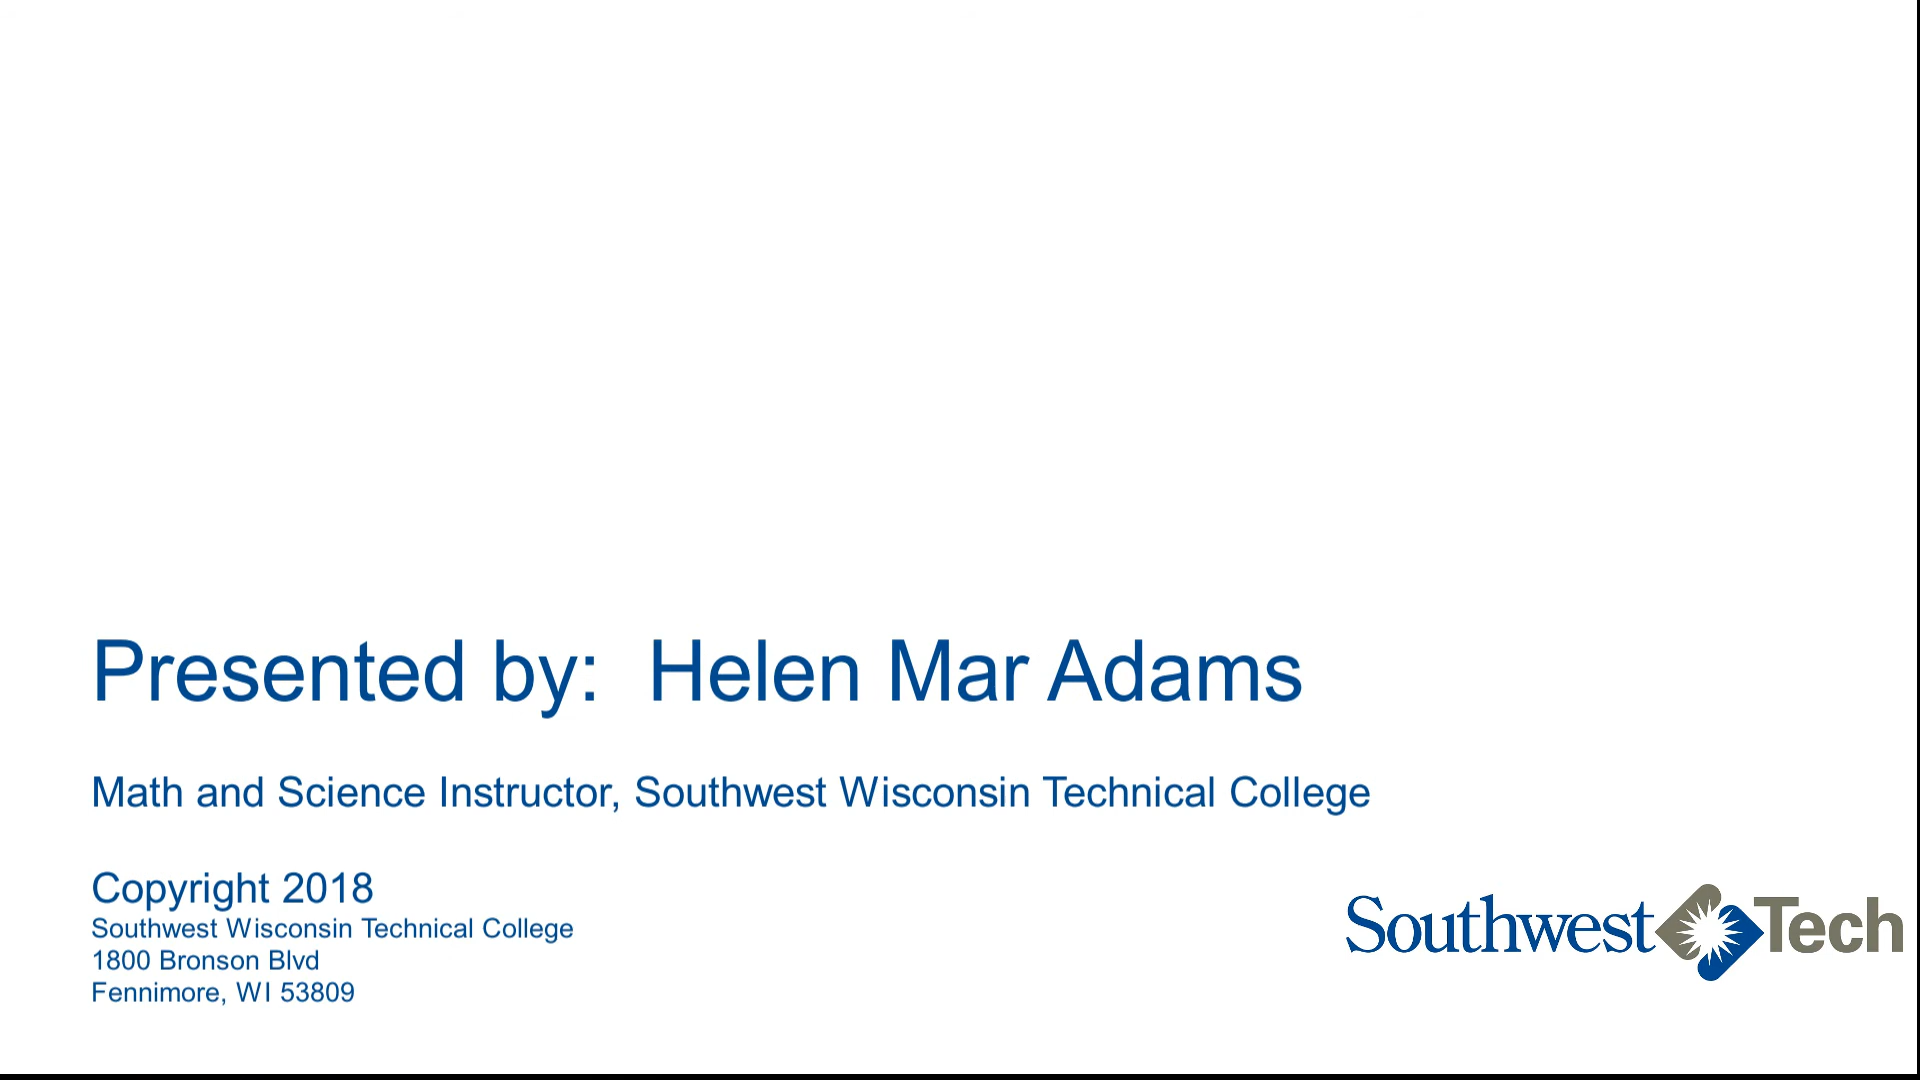 Presented by:  Helen Mar Adams
Math and Science Instructor, Southwest Wisconsin Technical College
Copyright 2018
Southwest Wisconsin Technical College
1800 Bronson Blvd
Fennimore, WI 53809
Southwest Tech